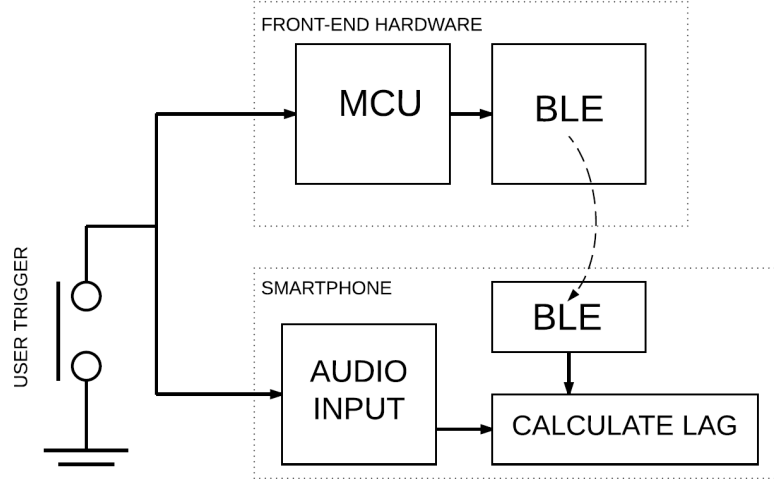 FRONT-END HARDWARE
MCU
BLE
USER TRIGGER
SMARTPHONE
BLE
AUDIO
INPUT
CALCULATE LAG